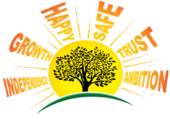 INDEPENDENCE
GROWTH
HAPPY
SAFE
TRUST
AMBITION